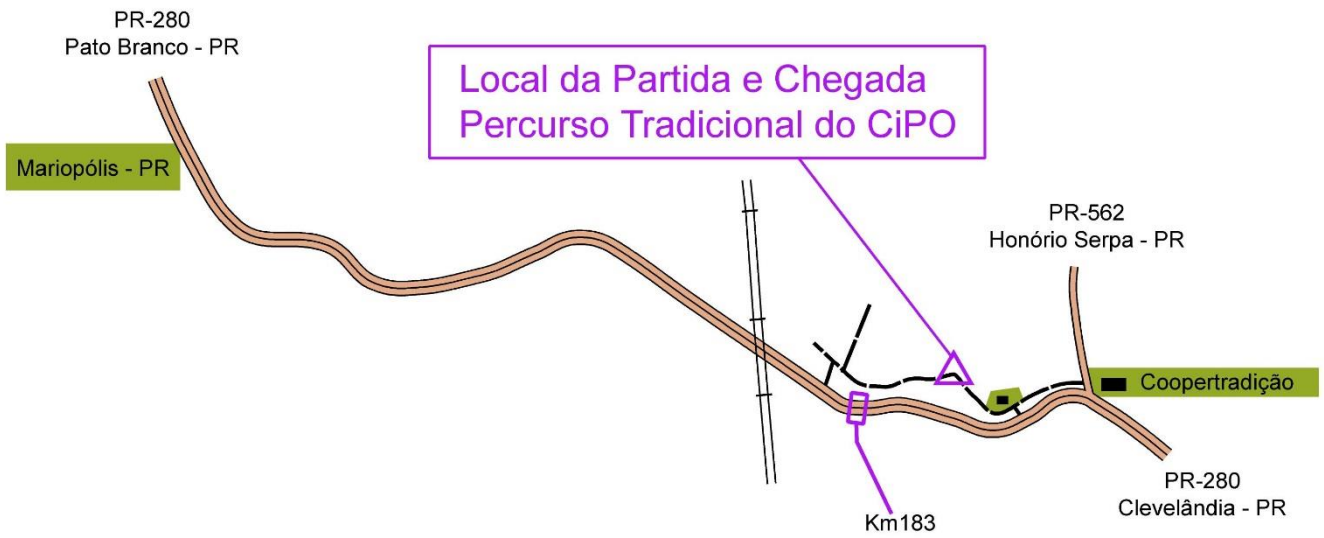 PR-280
Pato Branco - PR
Local da Partida e Chegada
Percurso Tradicional do CiPO
Mariopólis - PR
PR-562
Honório Serpa - PR
Coopertradição
PR-280
Clevelândia - PR
Km183